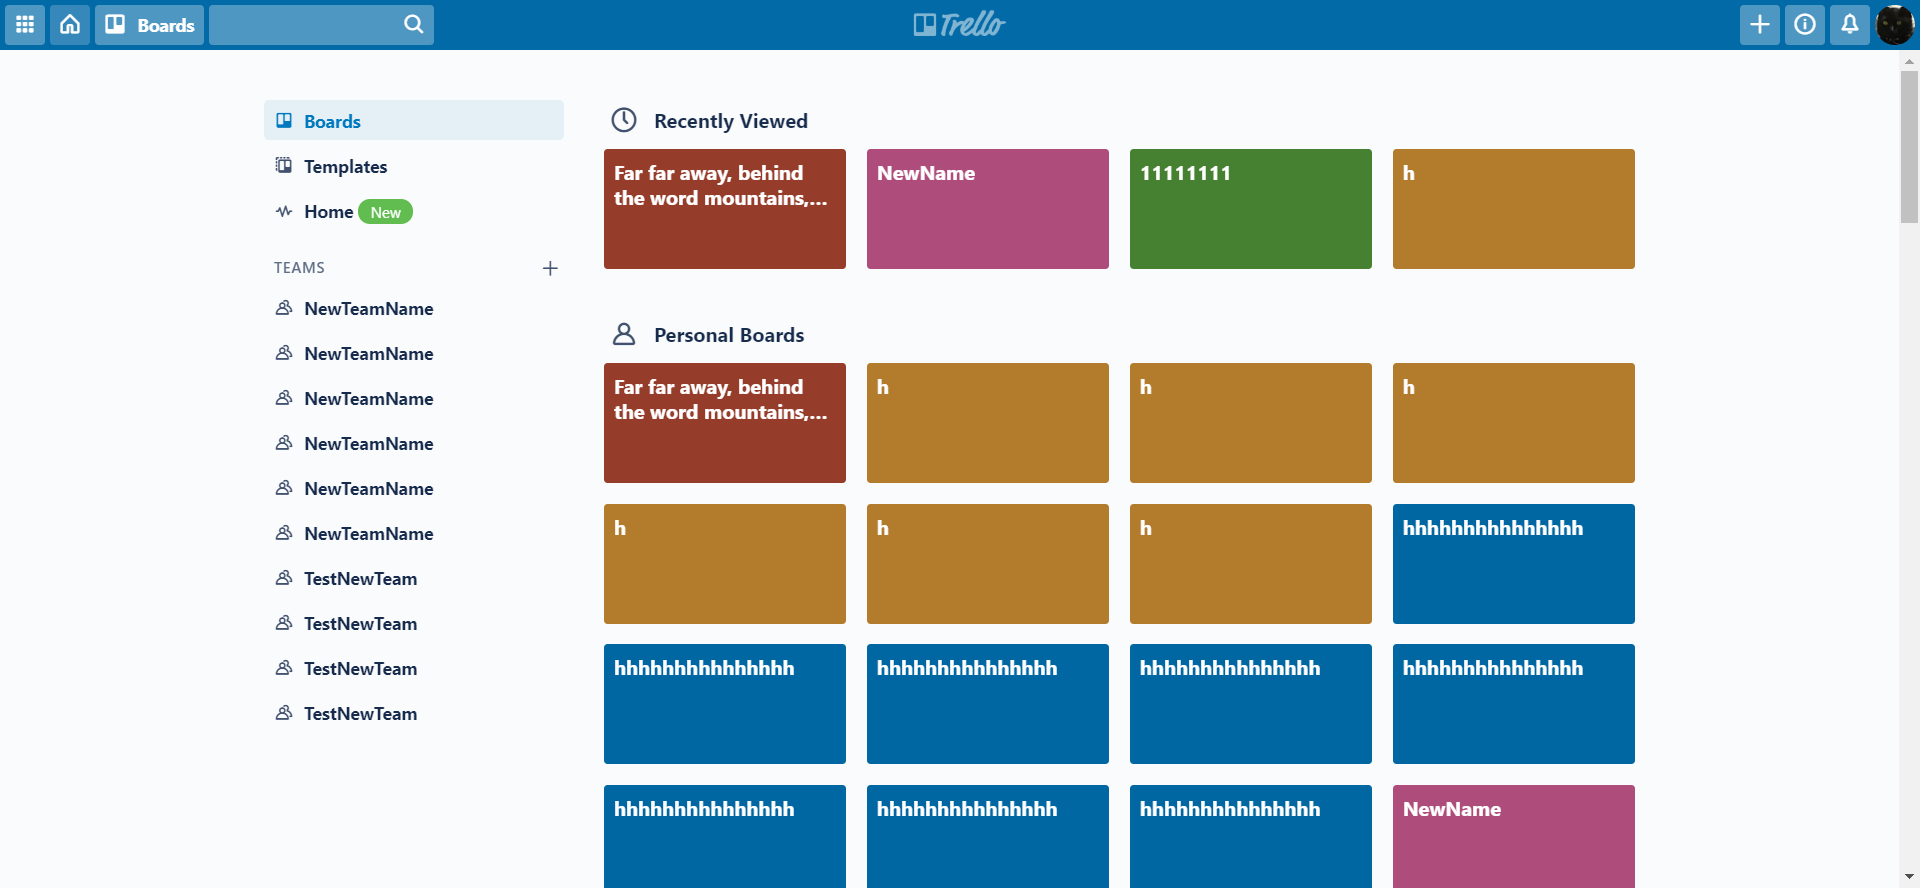 Boards
Trello
Boards
Templates
Home New
TEAMS
NewTeamName
NewTeamName
NewTeamName
NewTeamName
NewTeamName
NewTeamName
TestNewTeam
TestNewTeam
TestNewTeam
TestNewTeam
Recently Viewed
Far far away, behind
the word mountains,...
NewName
11111111
h
Personal Boards
Far far away, behind
the word mountains,...
h
h
h
h
h
h
hhhhhhhhhhhhhhh
hhhhhhhhhhhhhhh
hhhhhhhhhhhhhhh
hhhhhhhhhhhhhhh
hhhhhhhhhhhhhhh
hhhhhhhhhhhhhhh
hhhhhhhhhhhhhhh
hhhhhhhhhhhhhhh
NewName